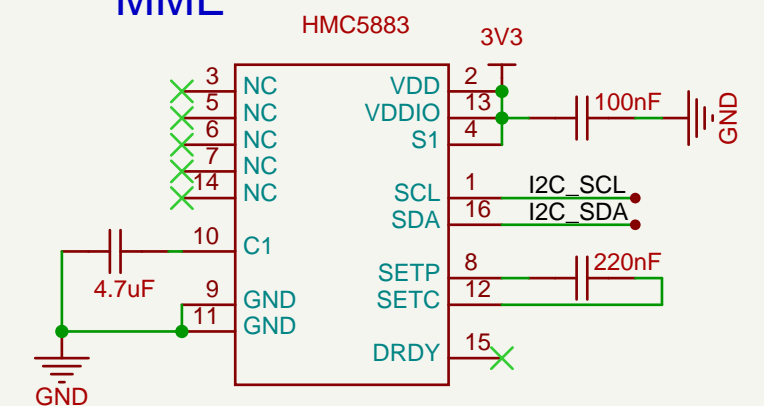 MME
HMC5883
3V3
3 NC
5 NC
6 NC
7 NC
14 NC
10 C1
4.7uF
9 GND
11 GND
GND
VDD 2
VDDIO 13
S1 4
100nF
GND
SCL 1 I2C_SCL
SDA 16 I2C_SDA
SETP 8
220nF
SETC 12
DRDY 15